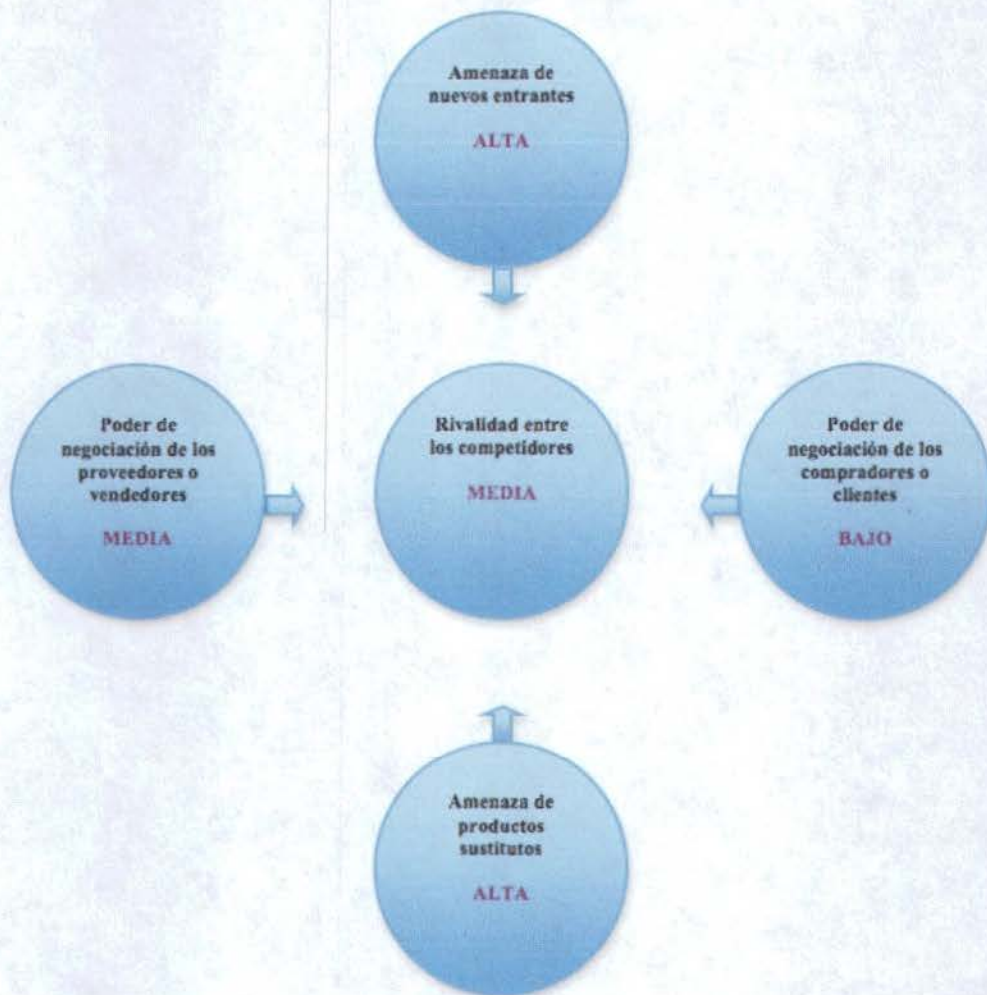 Amenaza de
nuevos entrantes
ALTA
Poder de
negociación de los
proveedores o
vendedores
MEDIA
Rivalidad entre
los competidores
MEDIA
Poder de
negociación de los
compradores o
clientes
BAJO
Amenaza de
productos
sustitutos
ALTA